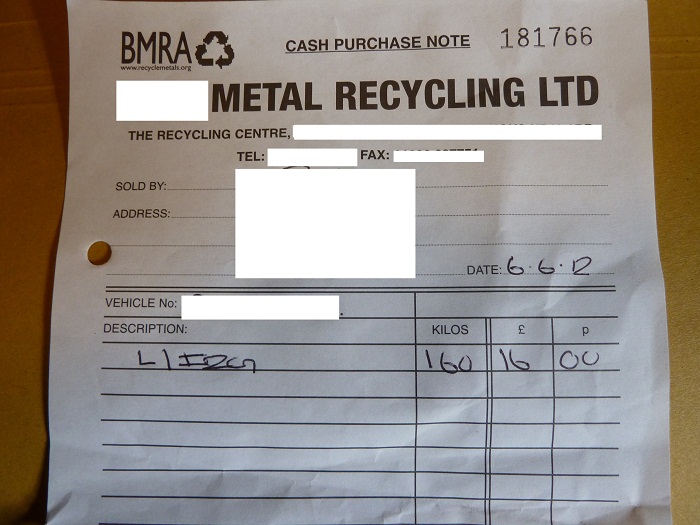 BMRA
www.recyclemetals.org
CASH PURCHASE NOTE
181766
METAL RECYCLING LTD
THE RECYCLING CENTRE,
TEL: FAX:
SOLD BY:
ADDRESS:
DATE: 6·6·12
VEHICLE No:
DESCRIPTION: KILOS £ p
L/IRON 160 16 00